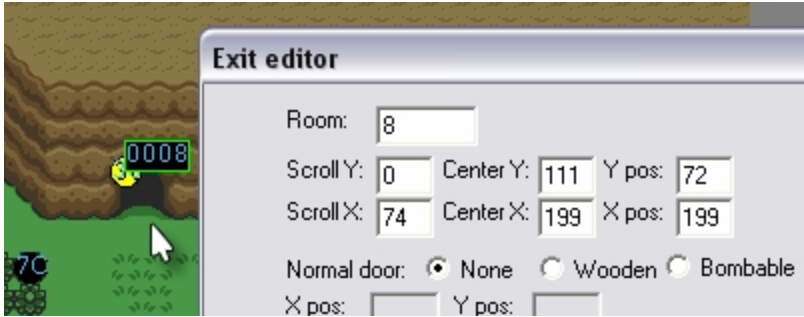 Exit editor
0008
Room: 8
Scroll Y: 0 Center Y: 111 Y pos: 72
Scroll X: 74 Center X: 199 X pos: 199
7C
Normal door: None Wooden Bombable
X pos: Y pos: